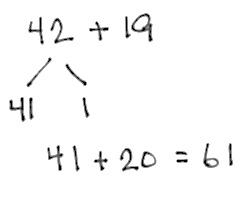 42 + 19
41 1
41 + 20 = 61